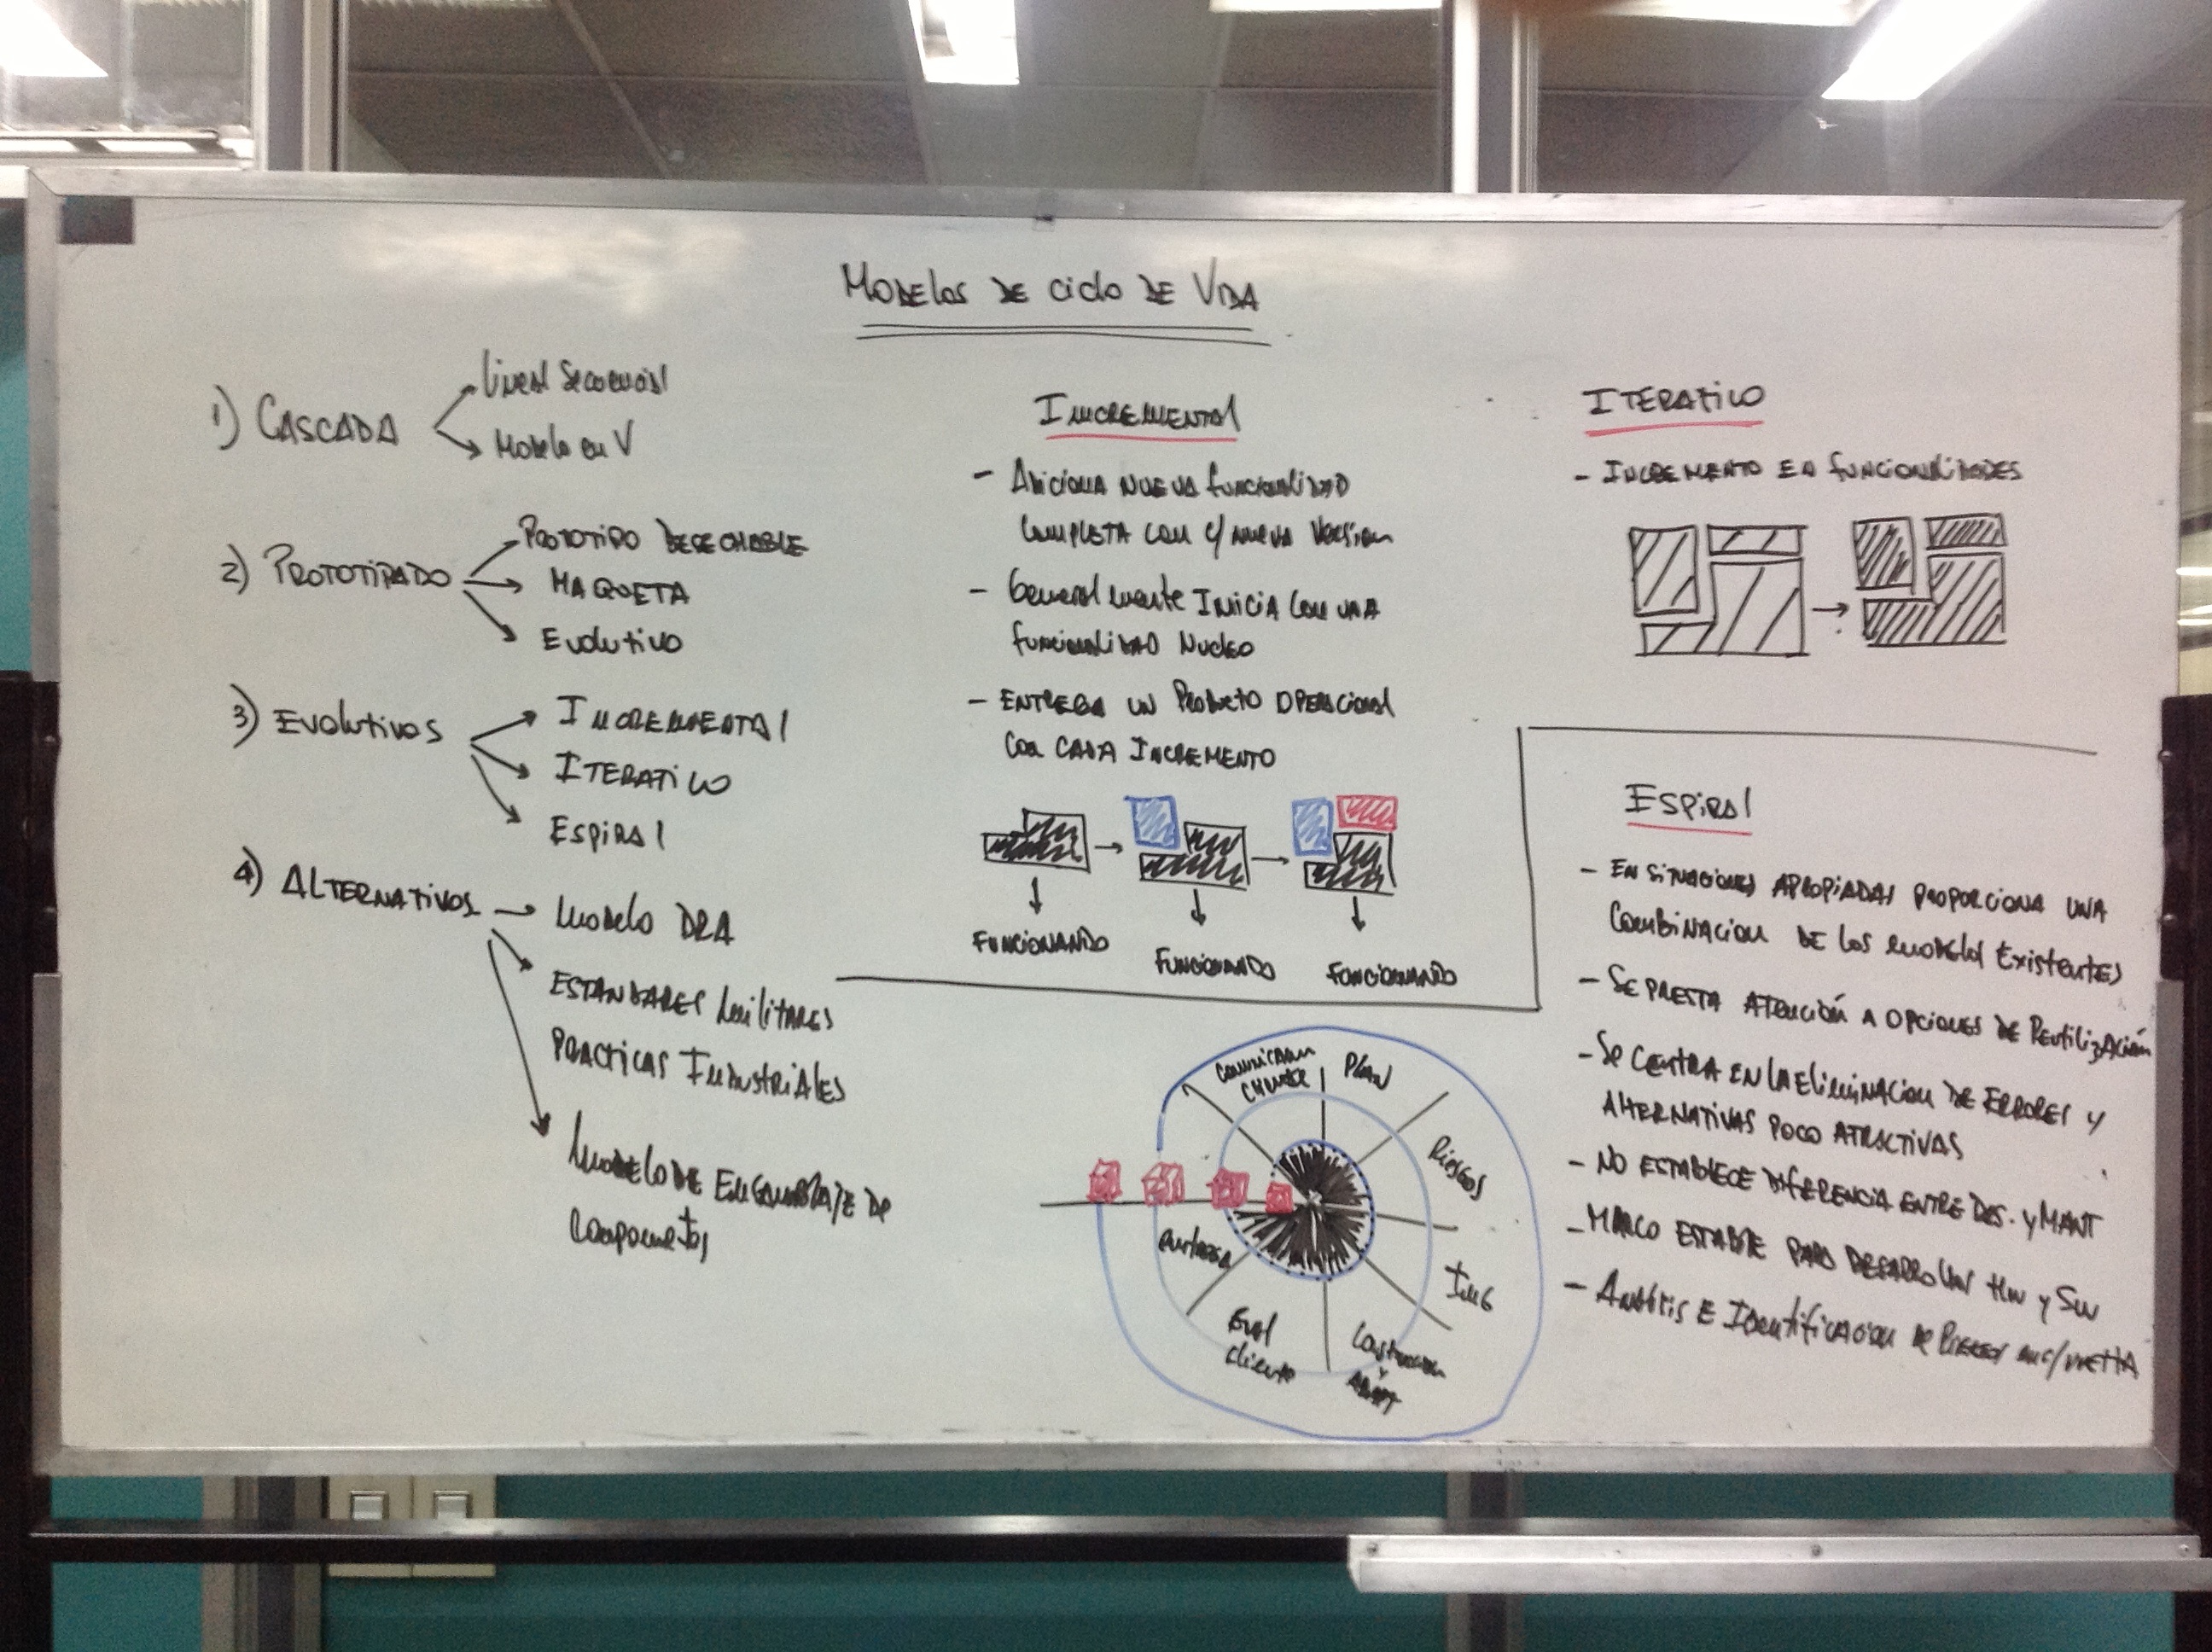 MODELOS DE CICLO DE VIDA
1) CASCADA
Lineal Secuencial
Modelo en V
2) PROTOTIPADO
PROTOTIPO DESECHABLE
MAQUETA
Evolutivo
3) Evolutivos
INCREMENTAL
ITERATIVO
ESPIRAL
4) ALTERNATIVOS
Modelo DRA
ESTANDARES MILITARES
PRACTICAS INDUSTRIALES
MODELO DE ENSAMBLAJE DE
Componentes
INCREMENTAL
- Adiciona nueva funcionalidad
completa con c/ nueva Version
- Generalmente Inicia con una
funcionalidad Nucleo
- ENTREGA UN Producto OPERACIONAL
con CADA INCREMENTO
FUNCIONANDO
FUNCIONANDO
FUNCIONANDO
ITERATIVO
- INCREMENTO EN FUNCIONALIDADES
ESPIRAL
- EN SITUACIONES APROPIADAS PROPORCIONA UNA
COMBINACION DE LOS MODELOS EXISTENTES
- SE PRESTA ATENCIÓN A OPCIONES DE REUTILIZACIÓN
- SE CENTRA EN LA ELIMINACION DE ERRORES Y
ALTERNATIVAS POCO ATRACTIVAS
- NO ESTABLECE DIFERENCIA ENTRE DES. Y MANT
- MARCO ESTABLE PARA DESARROLLAR HW y SW
- Análisis E Identificacion de Riesgos en c/ VUELTA
Comunicacion
CLIENTE
PLAN
Riesgos
ING
Construccion
y
ADAPT
Eval
cliente
entrega